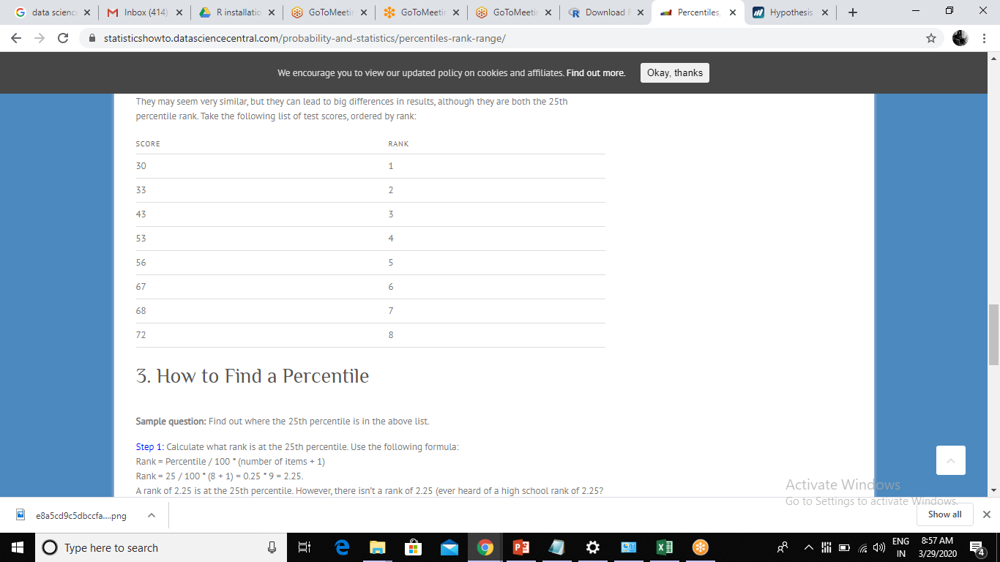 data science
Inbox (414)
R installatio
GoToMeetin
GoToMeetin
GoToMeetin
Download
Percentiles,
Hypothesis
statisticshowto.datasciencecentral.com/probability-and-statistics/percentiles-rank-range/
We encourage you to view our updated policy on cookies and affiliates. Find out more.
Okay, thanks
They may seem very similar, but they can lead to big differences in results, although they are both the 25th
percentile rank. Take the following list of test scores, ordered by rank:
SCORE RANK
30 1
33 2
43 3
53 4
56 5
67 6
68 7
72 8
3. How to Find a Percentile
Sample question: Find out where the 25th percentile is in the above list.
Step 1: Calculate what rank is at the 25th percentile. Use the following formula:
Rank = Percentile / 100 * (number of items + 1)
Rank = 25 / 100 * (8 + 1) = 0.25 * 9 = 2.25.
A rank of 2.25 is at the 25th percentile. However, there isn't a rank of 2.25 (ever heard of a high school rank of 2.25?
Activate Windows
Go to Settings to activate Windows.
e8a5cd9c5dbccfa....png
Show all
Type here to search
ENG
IN
8:57 AM
3/29/2020
4